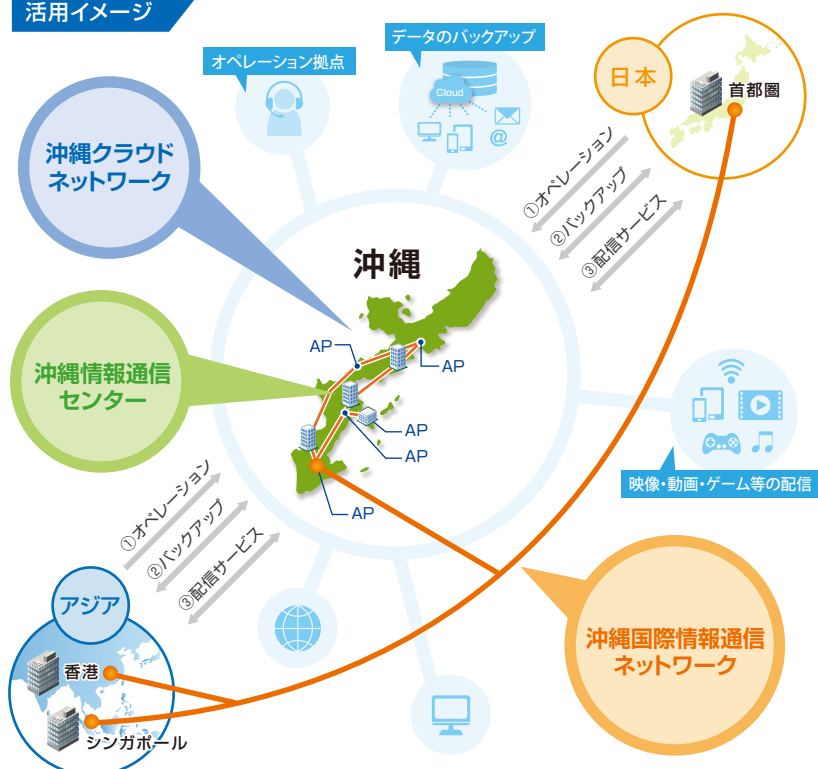 活用イメージ
オペレーション拠点
データのバックアップ
Cloud
@
日本
首都圏
沖縄クラウド
ネットワーク
①オペレーション
②バックアップ
③配信サービス
沖縄
AP
AP
沖縄情報通信
センター
AP
AP
AP
映像・動画・ゲーム等の配信
①オペレーション
②バックアップ
③配信サービス
アジア
香港
シンガポール
沖縄国際情報通信
ネットワーク